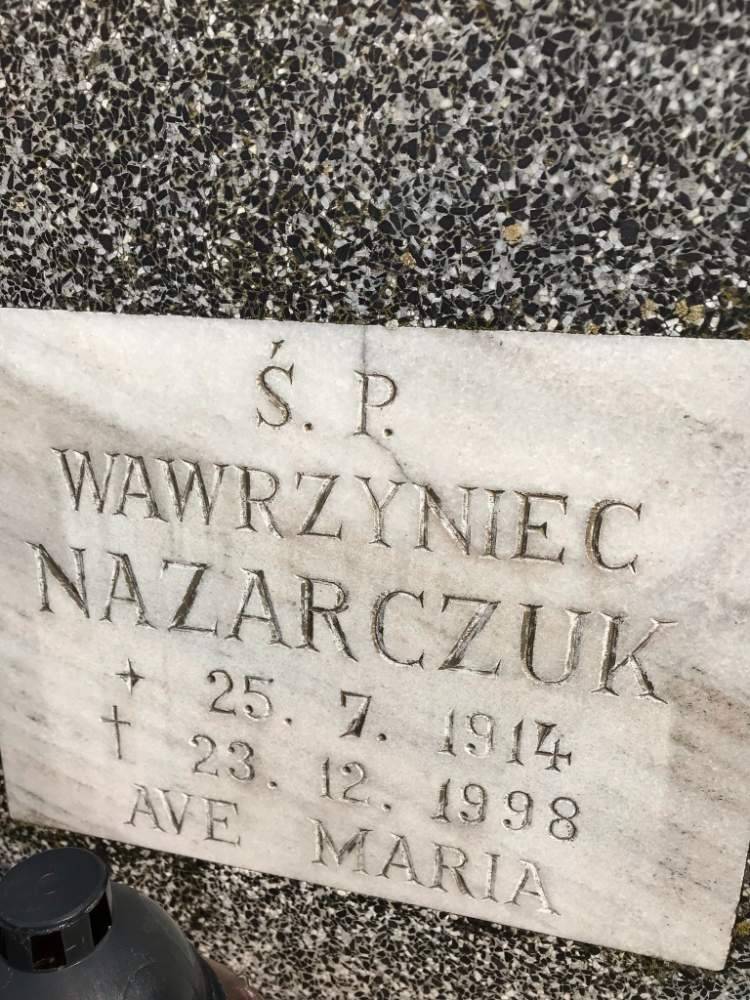 Ś. P.
WAWRZYNIEC
NAZARCZUK
✦ 25. 7. 1914
† 23. 12. 1998
AVE MARIA